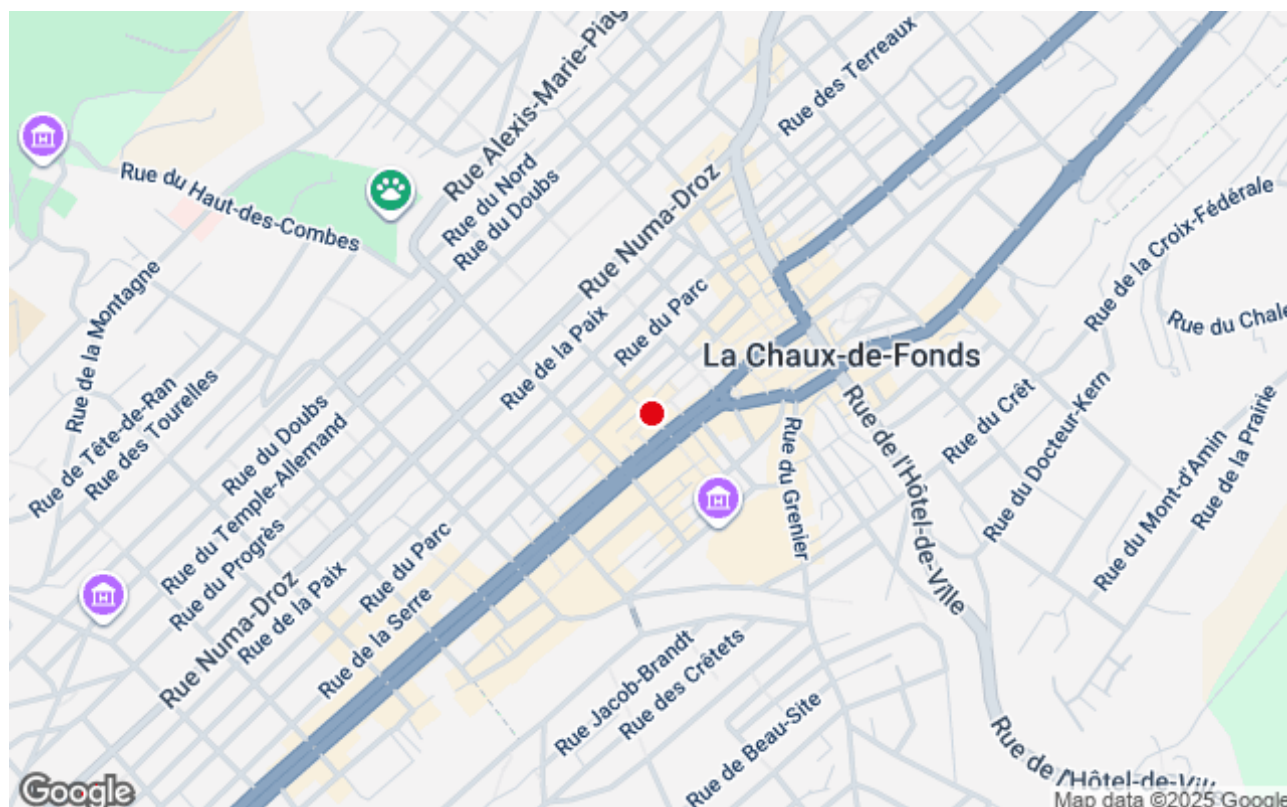 Rue Alexis-Marie-Piag
Rue des Terreaux
Rue du Haut-des-Combes
Rue du Nord
Rue du Doubs
Rue Numa-Droz
Rue de la Croix-Fédérale
Rue du Chale
Rue de la Montagne
Rue de la Paix
Rue du Parc
La Chaux-de-Fonds
Rue de Tête-de-Ran
Rue des Tourelles
Rue du Doubs
Rue du Temple-Allemand
Rue du Progrès
Rue Numa-Droz
Rue de la Paix
Rue du Parc
Rue de la Serre
Rue du Grenier
Rue de l'Hôtel-de-Ville
Rue du Crêt
Rue du Docteur-Kern
Rue du Mont-d'Amin
Rue de la Prairie
Rue Jacob-Brandt
Rue des Crêtets
Rue de Beau-Site
Rue de l'Hôtel-de-Vill
Google
Map data ©2025 Google